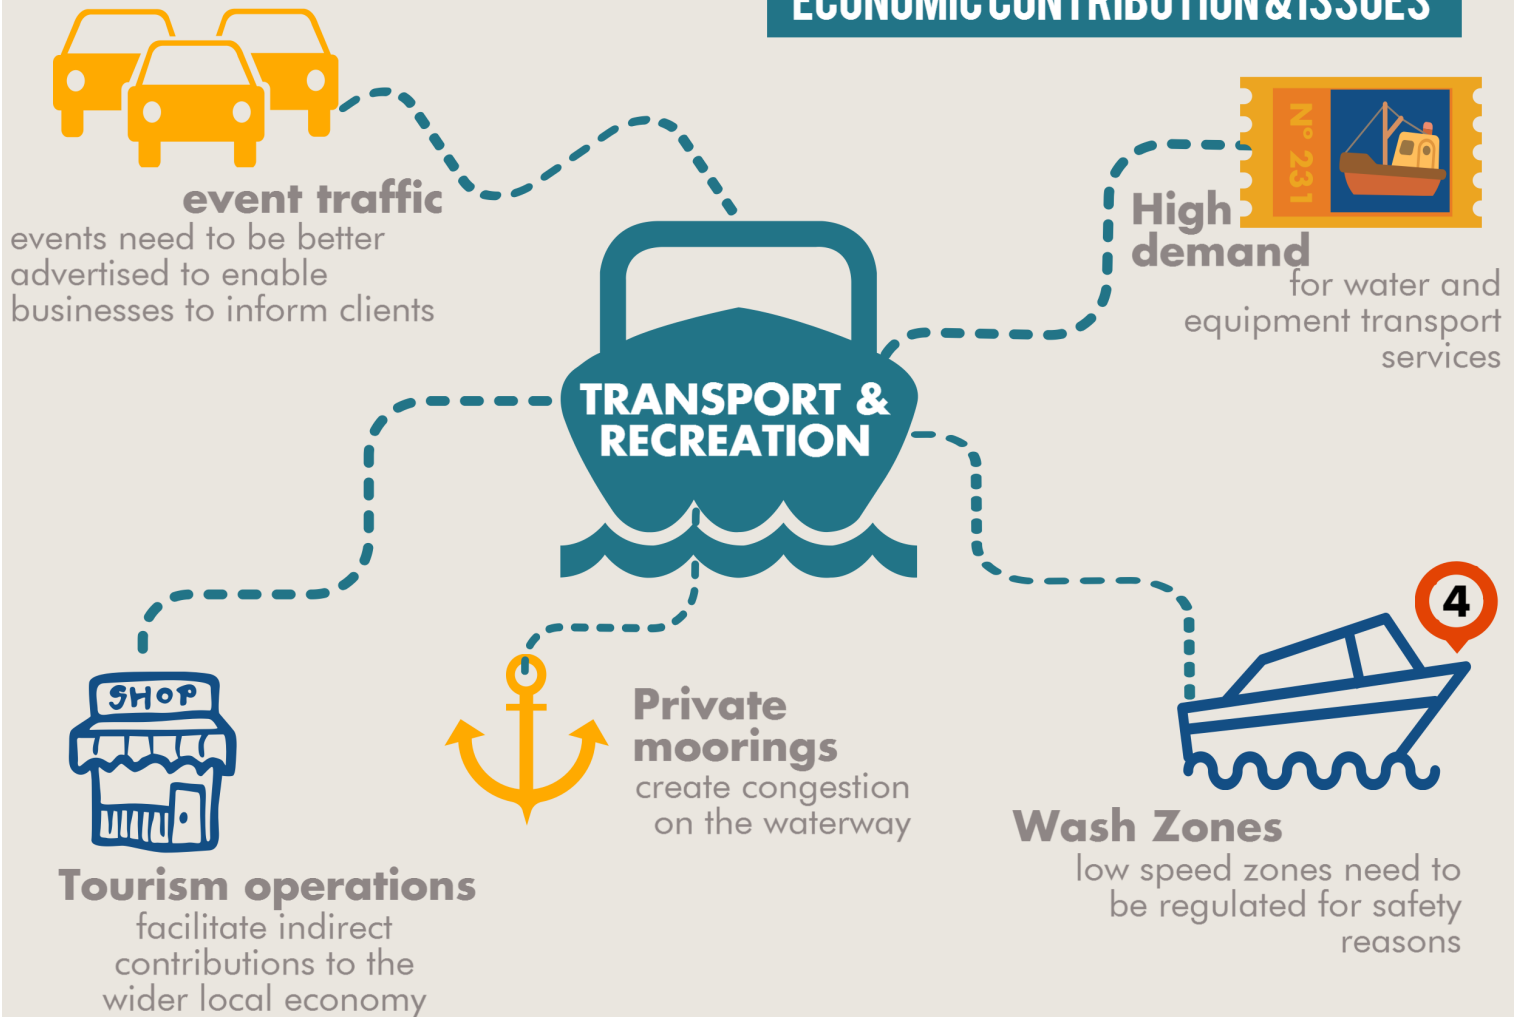 ECONOMIC CONTRIBUTION & ISSUES
event traffic
events need to be better
advertised to enable
businesses to inform clients
N° 231
High
demand
for water and
equipment transport
services
TRANSPORT &
RECREATION
4
SHOP
Private
moorings
create congestion
on the waterway
Wash Zones
low speed zones need to
be regulated for safety
reasons
Tourism operations
facilitate indirect
contributions to the
wider local economy